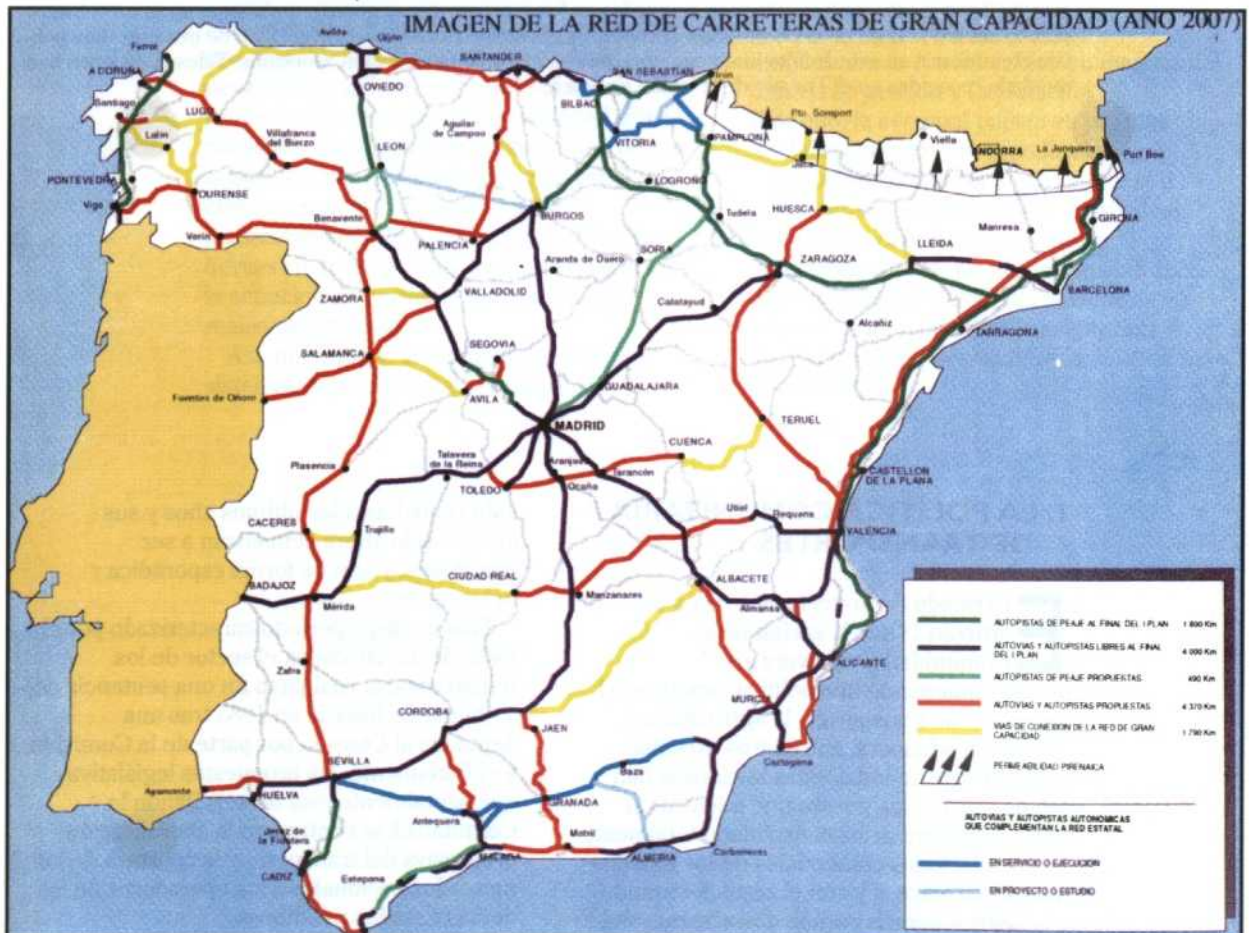 IMAGEN DE LA RED DE CARRETERAS DE GRAN CAPACIDAD (AÑO 2007)
Ferrol
Avilés
Gijón
SANTANDER
SAN SEBASTIAN
Irún
A CORUÑA
OVIEDO
BILBAO
Santiago
LUGO
Aguilar
de Campoo
VITORIA
PAMPLONA
Pto. Somport
Viella
ANDORRA
La Junquera
Port Bou
Lalín
Villafranca
del Bierzo
LEON
Jaca
PONTEVEDRA
OURENSE
LOGROÑO
Vigo
Benavente
BURGOS
Tudela
HUESCA
Manresa
GIRONA
Verín
PALENCIA
SORIA
LLEIDA
Aranda de Duero
ZARAGOZA
ZAMORA
VALLADOLID
BARCELONA
Calatayud
Alcañiz
TARRAGONA
SEGOVIA
SALAMANCA
GUADALAJARA
Fuentes de Oñoro
AVILA
MADRID
TERUEL
CUENCA
Talavera
de la Reina
Aranjuez
Tarancón
Plasencia
TOLEDO
Ocaña
CASTELLON
DE LA PLANA
Utiel
Requena
CACERES
Trujillo
VALENCIA
BADAJOZ
CIUDAD REAL
ALBACETE
Mérida
Manzanares
Almansa
Zafra
ALICANTE
CORDOBA
MURCIA
JAEN
SEVILLA
Cartagena
Baza
Ayamonte
HUELVA
GRANADA
Antequera
Jerez de
la Frontera
Motril
MALAGA
ALMERIA
Carboneras
CADIZ
Estepona
AUTOPISTAS DE PEAJE AL FINAL DEL I PLAN 1 800 Km
AUTOVIAS Y AUTOPISTAS LIBRES AL FINAL
DEL I PLAN 4 000 Km
AUTOPISTAS DE PEAJE PROPUESTAS 490 Km
AUTOVIAS Y AUTOPISTAS PROPUESTAS 4 370 Km
VIAS DE CONEXION DE LA RED DE GRAN
CAPACIDAD 1 790 Km
PERMEABILIDAD PIRENAICA
AUTOVIAS Y AUTOPISTAS AUTONOMICAS
QUE COMPLEMENTAN LA RED ESTATAL
EN SERVICIO O EJECUCION
EN PROYECTO O ESTUDIO